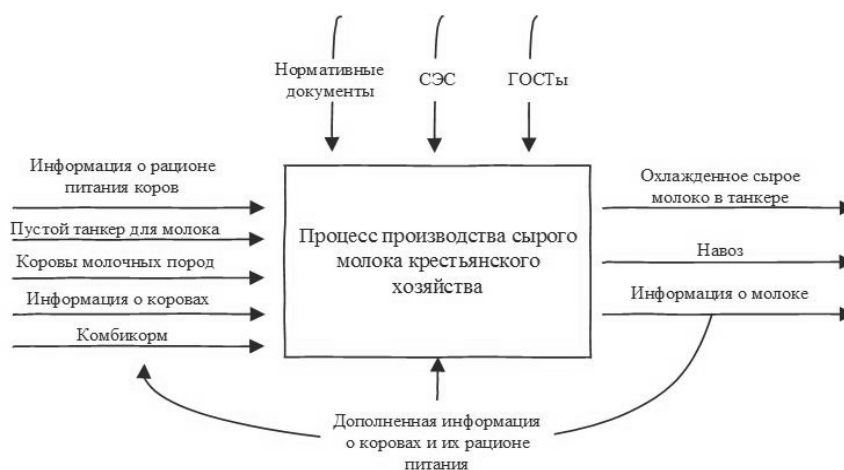 Нормативные
документы
СЭС
ГОСТы
Информация о рационе
питания коров
Пустой танкер для молока
Коровы молочных пород
Информация о коровах
Комбикорм
Процесс производства сырого
молока крестьянского
хозяйства
Охлажденное сырое
молоко в танкере
Навоз
Информация о молоке
Дополненная информация
о коровах и их рационе
питания